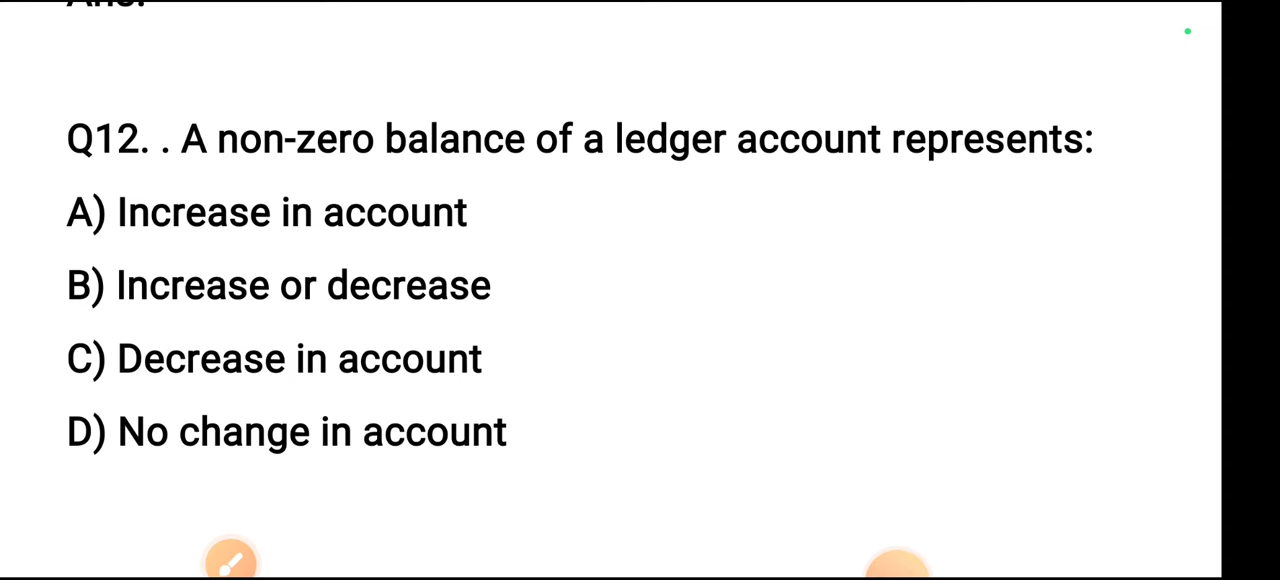 Q12. . A non-zero balance of a ledger account represents:
A) Increase in account
B) Increase or decrease
C) Decrease in account
D) No change in account